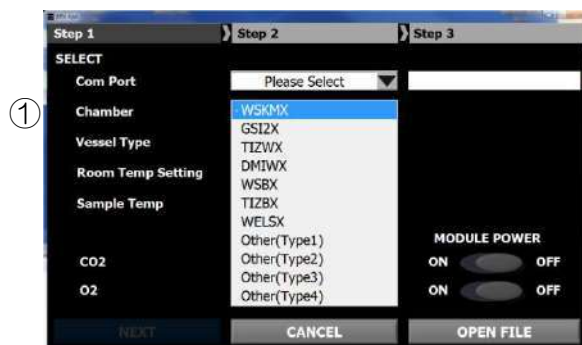 Step 1 Step 2 Step 3
SELECT
Com Port Please Select
① Chamber WSKMX
GSI2X
Vessel Type TIZWX
DMIWX
Room Temp Setting WSBX
Sample Temp TIZBX
WELSX
Other(Type1) MODULE POWER
CO2 Other(Type2) ON OFF
Other(Type3)
O2 Other(Type4) ON OFF
NEXT CANCEL OPEN FILE